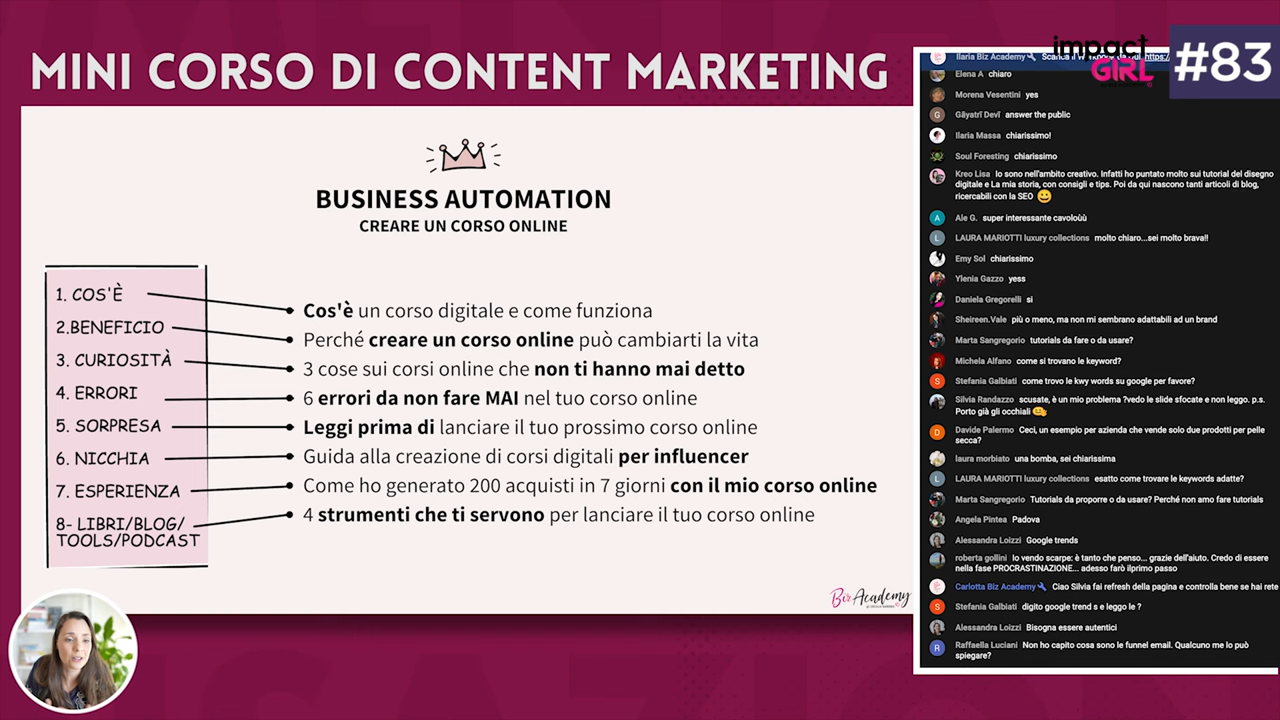 MINI CORSO DI CONTENT MARKETING
impact
GIRL
#83
BUSINESS AUTOMATION
CREARE UN CORSO ONLINE
1. COS'È
2.BENEFICIO
3. CURIOSITÀ
4. ERRORI
5. SORPRESA
6. NICCHIA
7. ESPERIENZA
8- LIBRI/BLOG/
TOOLS/PODCAST
Cos'è un corso digitale e come funziona
Perché creare un corso online può cambiarti la vita
3 cose sui corsi online che non ti hanno mai detto
6 errori da non fare MAI nel tuo corso online
Leggi prima di lanciare il tuo prossimo corso online
Guida alla creazione di corsi digitali per influencer
Come ho generato 200 acquisti in 7 giorni con il mio corso online
4 strumenti che ti servono per lanciare il tuo corso online
BizAcademy
Ilaria Biz Academy Scarica il https:/
Elena A chiaro
Morena Vesentini yes
Gāyatrī Devī answer the public
Ilaria Massa chiarissimo!
Soul Foresting chiarissimo
Kreo Lisa Io sono nell'ambito creativo. Infatti ho puntato molto sui tutorial del disegno
digitale e La mia storia, con consigli e tips. Poi da qui nascono tanti articoli di blog,
ricercabili con la SEO 😀
Ale G. super interessante cavoloùù
LAURA MARIOTTI luxury collections molto chiaro...sei molto brava!!
Emy Sol chiarissimo
Ylenia Gazzo yess
Daniela Gregorelli si
Sheireen.Vale più o meno, ma non mi sembrano adattabili ad un brand
Marta Sangregorio tutorials da fare o da usare?
Michela Alfano come si trovano le keyword?
Stefania Galbiati come trovo le kwy words su google per favore?
Silvia Randazzo scusate, è un mio problema ?vedo le slide sfocate e non leggo. p.s.
Porto già gli occhiali
Davide Palermo Ceci, un esempio per azienda che vende solo due prodotti per pelle
secca?
laura morbiato una bomba, sei chiarissima
LAURA MARIOTTI luxury collections esatto come trovare le keywords adatte?
Marta Sangregorio Tutorials da proporre o da usare? Perché non amo fare tutorials
Angela Pintea Padova
Alessandra Loizzi Google trends
roberta gollini Io vendo scarpe: è tanto che penso... grazie dell'aiuto. Credo di essere
nella fase PROCRASTINAZIONE... adesso farò ilprimo passo
Carlotta Biz Academy Ciao Silvia fai refresh della pagina e controlla bene se hai rete
Stefania Galbiati digito google trend s e leggo le ?
Alessandra Loizzi Bisogna essere autentici
Raffaella Luciani Non ho capito cosa sono le funnel email. Qualcuno me lo può
spiegare?